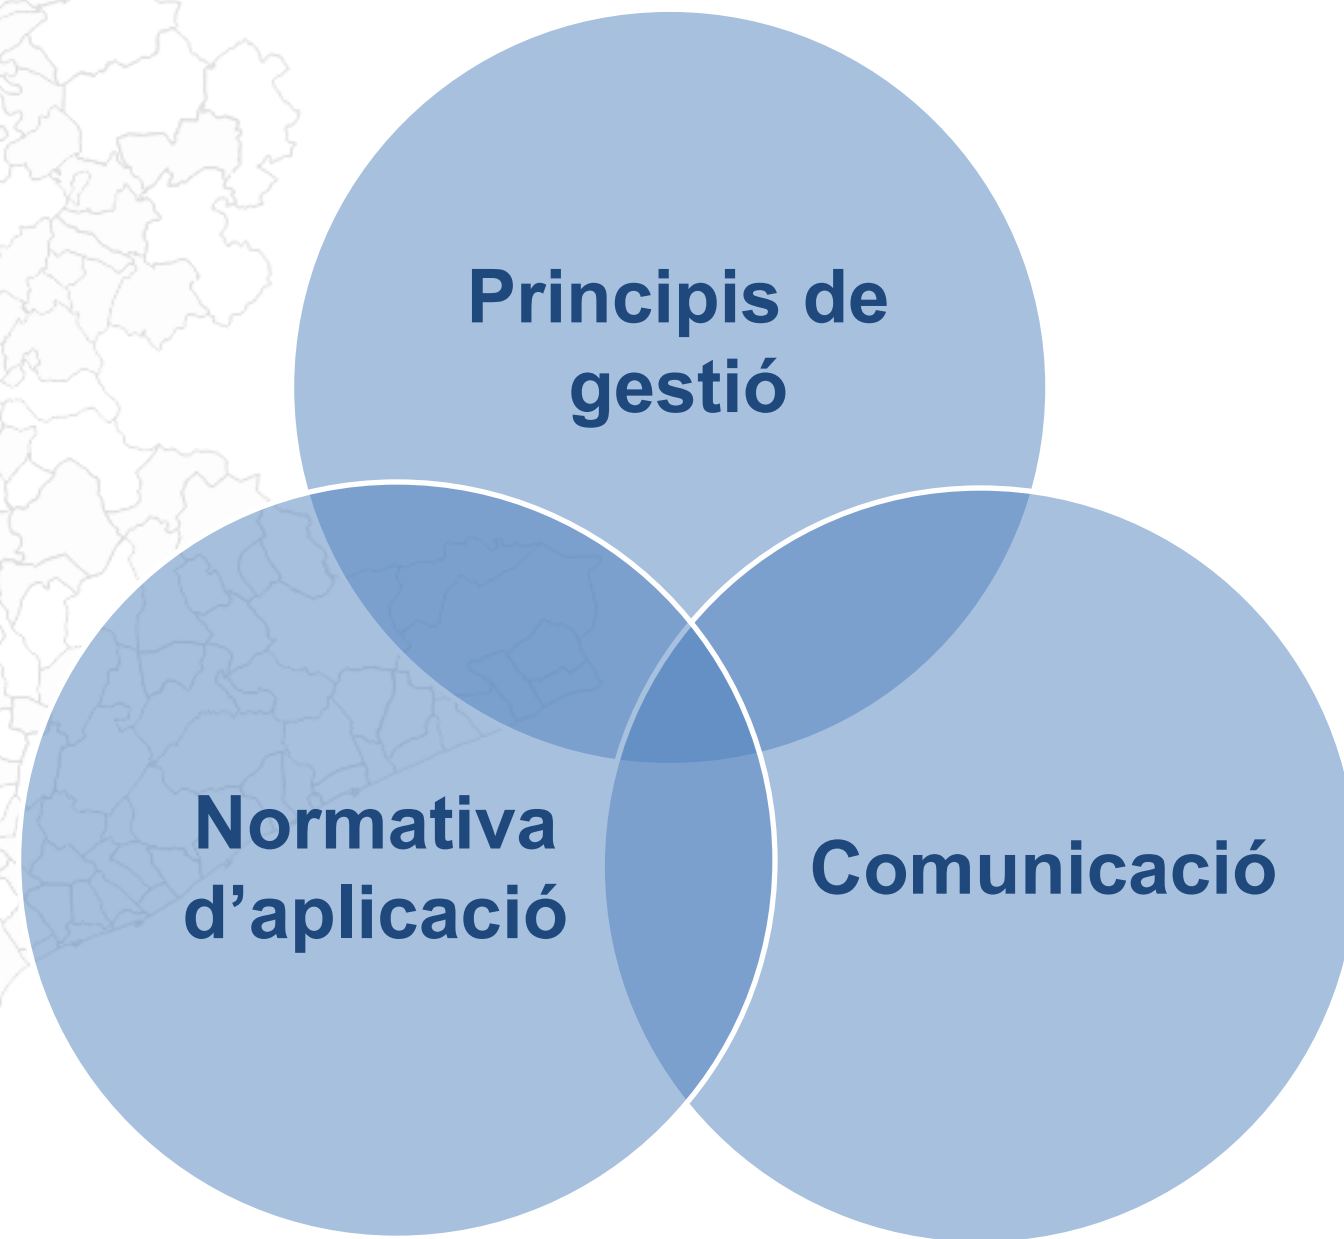 Principis de
gestió
Normativa
d’aplicació
Comunicació